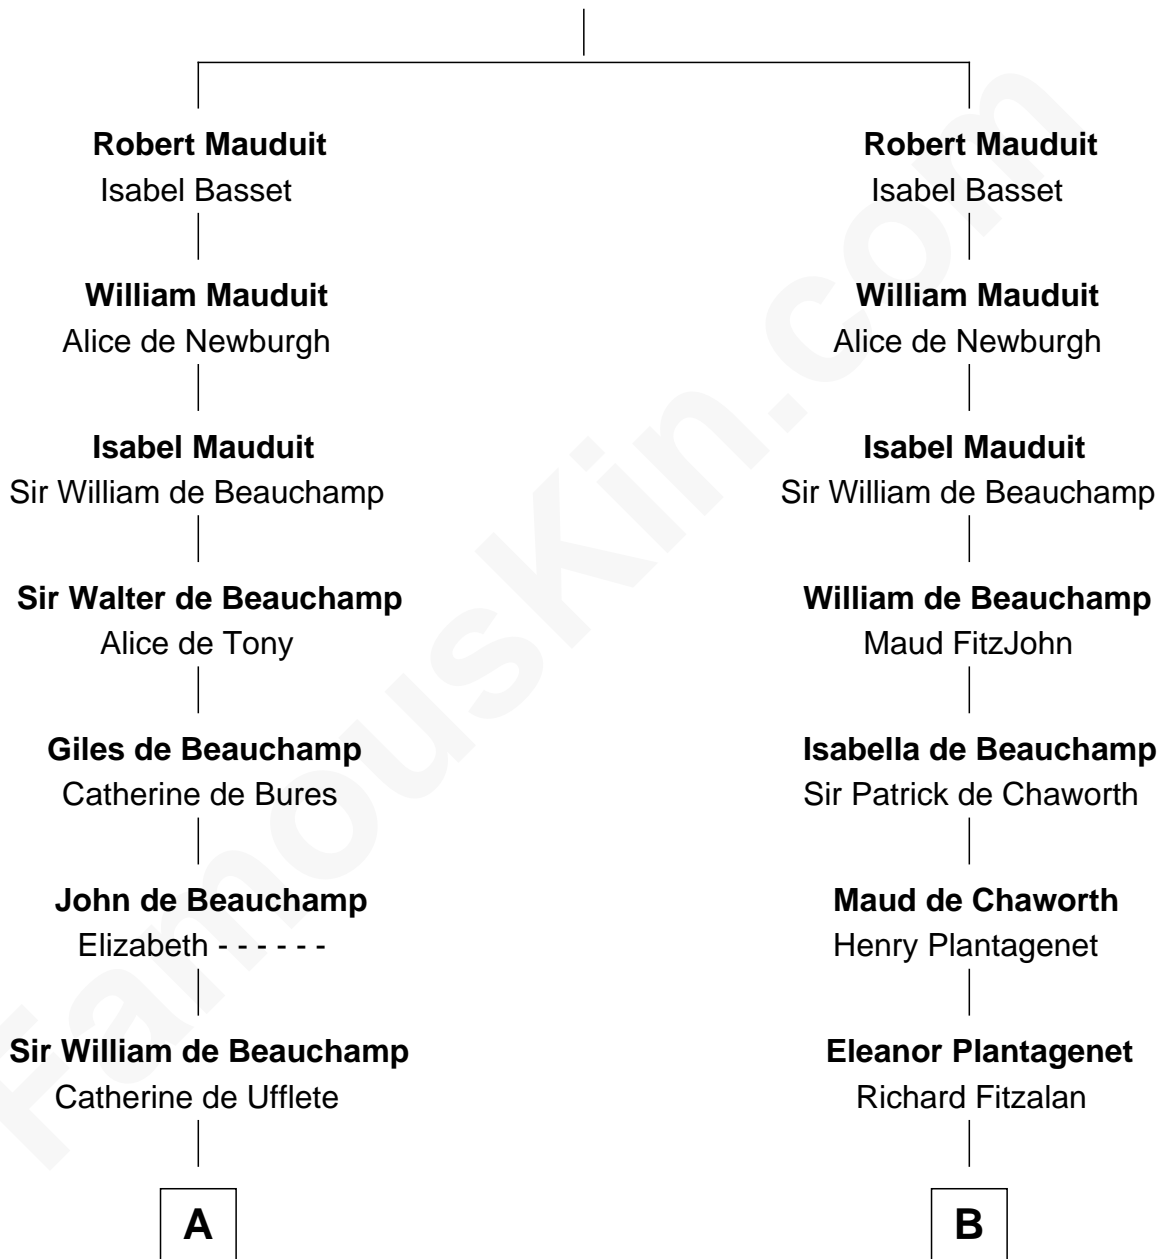 Robert Mauduit
Isabel Basset
William Mauduit
Alice de Newburgh
Isabel Mauduit
Sir William de Beauchamp
Sir Walter de Beauchamp
Alice de Tony
Giles de Beauchamp
Catherine de Bures
John de Beauchamp
Elizabeth - - - - - -
Sir William de Beauchamp
Catherine de Ufflete
A
Robert Mauduit
Isabel Basset
William Mauduit
Alice de Newburgh
Isabel Mauduit
Sir William de Beauchamp
William de Beauchamp
Maud FitzJohn
Isabella de Beauchamp
Sir Patrick de Chaworth
Maud de Chaworth
Henry Plantagenet
Eleanor Plantagenet
Richard Fitzalan
B
FamousKin.com